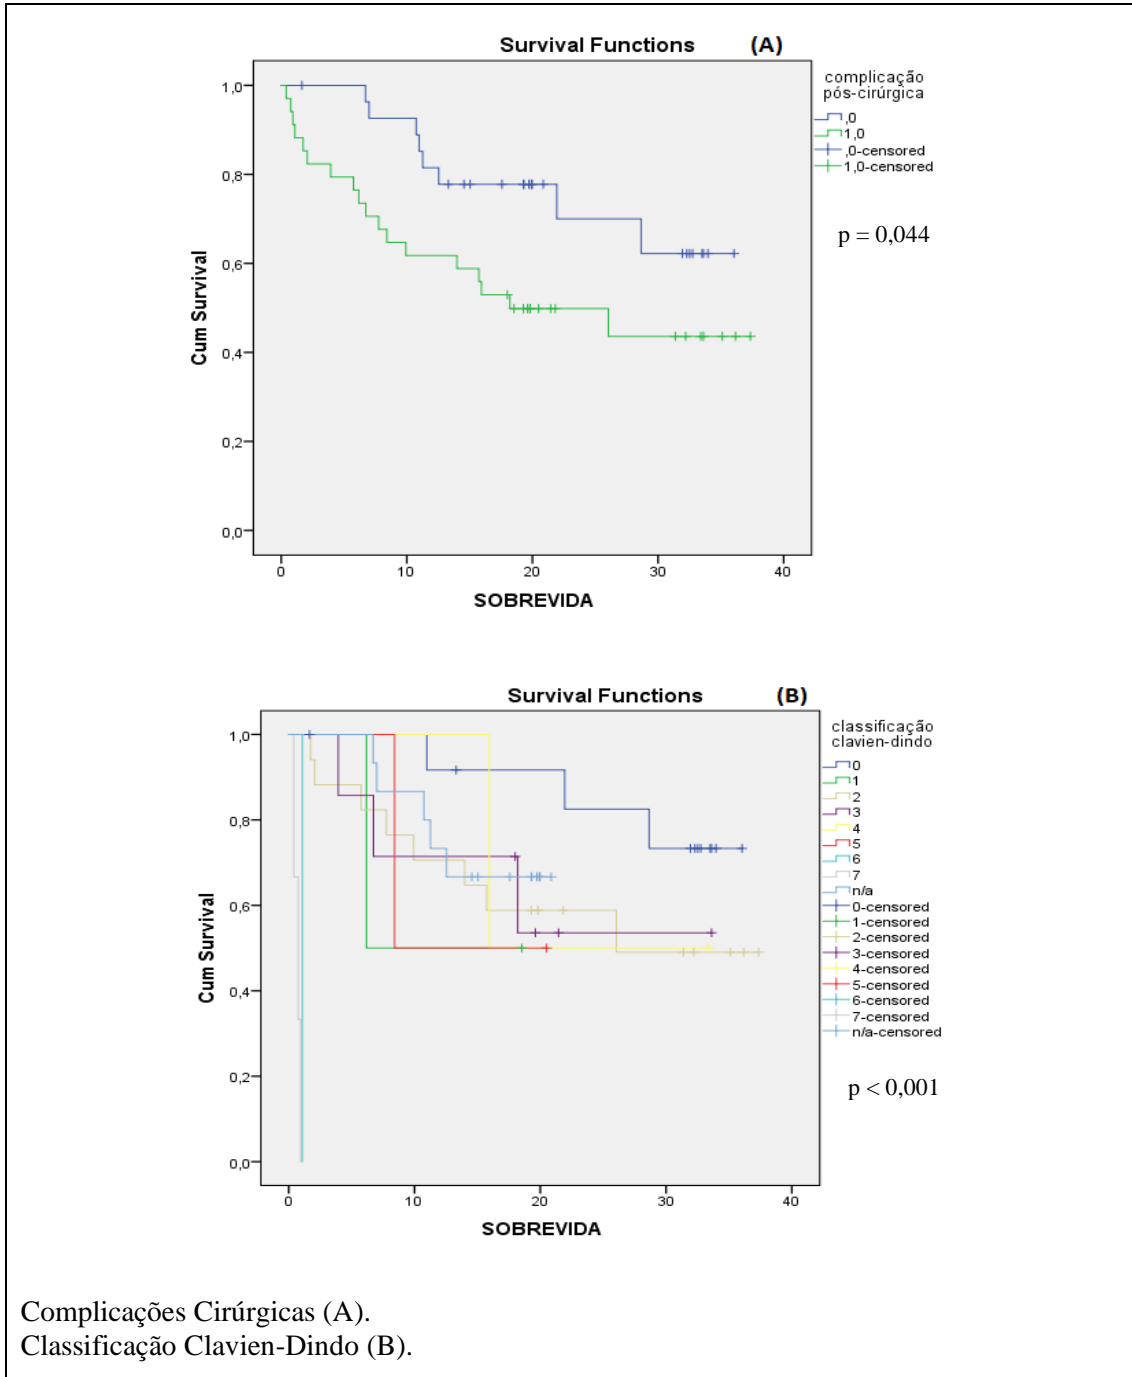 Survival Functions (A)
complicação
pós-cirúrgica
,0
1,0
,0-censored
1,0-censored
p = 0,044
Cum Survival
1,0
0,8
0,6
0,4
0,2
0,0
0 10 20 30 40
SOBREVIDA
Survival Functions (B)
classificação
clavien-dindo
0
1
2
3
4
5
6
7
n/a
0-censored
1-censored
2-censored
3-censored
4-censored
5-censored
6-censored
7-censored
n/a-censored
p < 0,001
Cum Survival
1,0
0,8
0,6
0,4
0,2
0,0
0 10 20 30 40
SOBREVIDA
Complicações Cirúrgicas (A).
Classificação Clavien-Dindo (B).